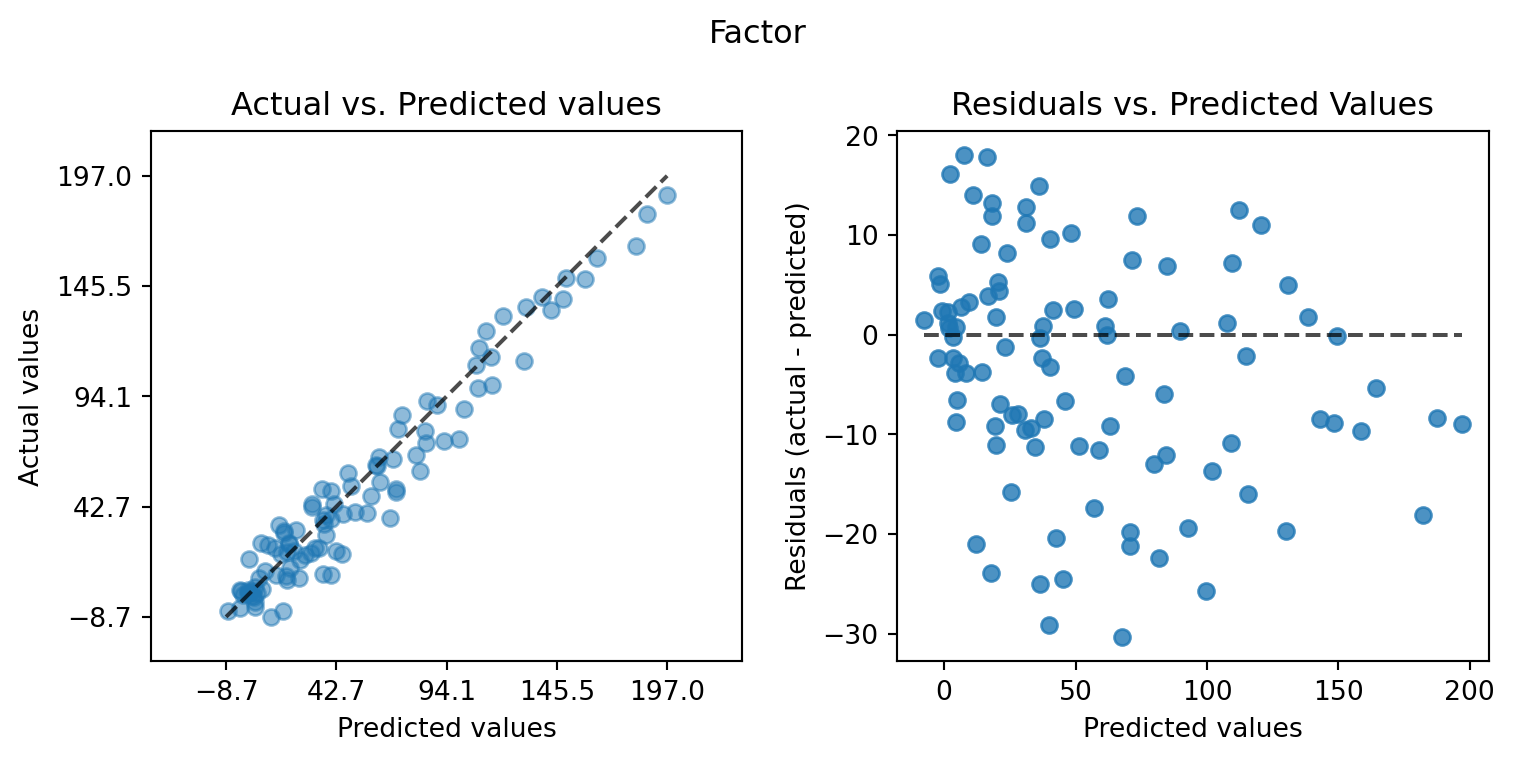 Factor
Actual vs. Predicted values
197.0
145.5
94.1
42.7
−8.7
Actual values
−8.7 42.7 94.1 145.5 197.0
Predicted values
Residuals vs. Predicted Values
20
10
0
−10
−20
−30
Residuals (actual - predicted)
0 50 100 150 200
Predicted values